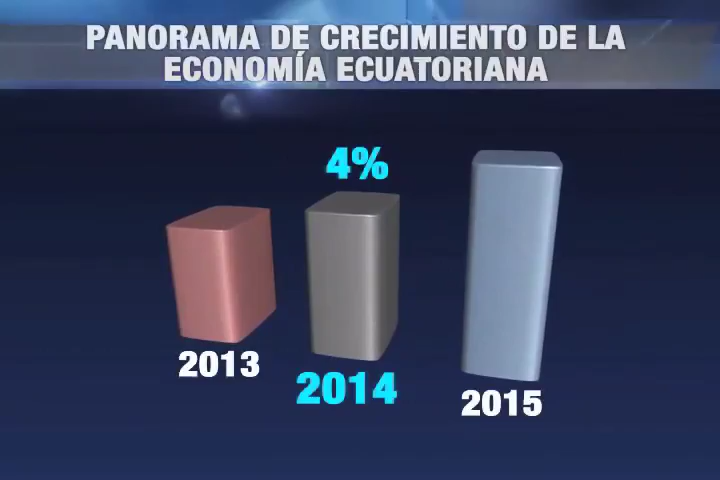 PANORAMA DE CRECIMIENTO DE LA
ECONOMÍA ECUATORIANA
4%
2013
2014
2015